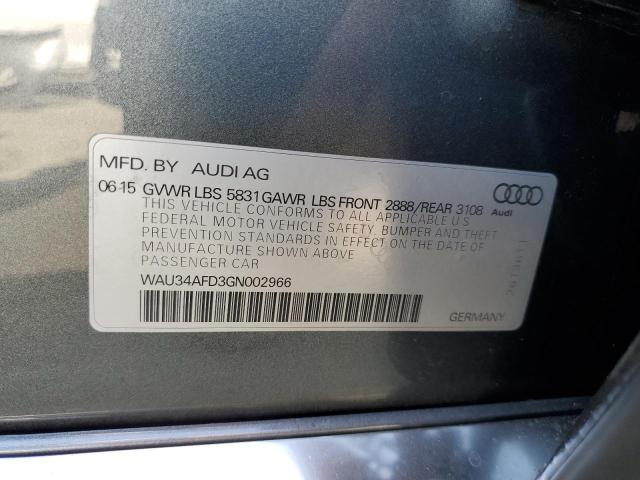 MFD. BY AUDI AG
06-15 GVWR LBS 5831 GAWR LBS FRONT 2888/REAR 3108
THIS VEHICLE CONFORMS TO ALL APPLICABLE U S
FEDERAL MOTOR VEHICLE SAFETY, BUMPER AND THEFT
PREVENTION STANDARDS IN EFFECT ON THE DATE OF
MANUFACTURE SHOWN ABOVE
PASSENGER CAR
WAU34AFD3GN002966
Audi
GERMANY